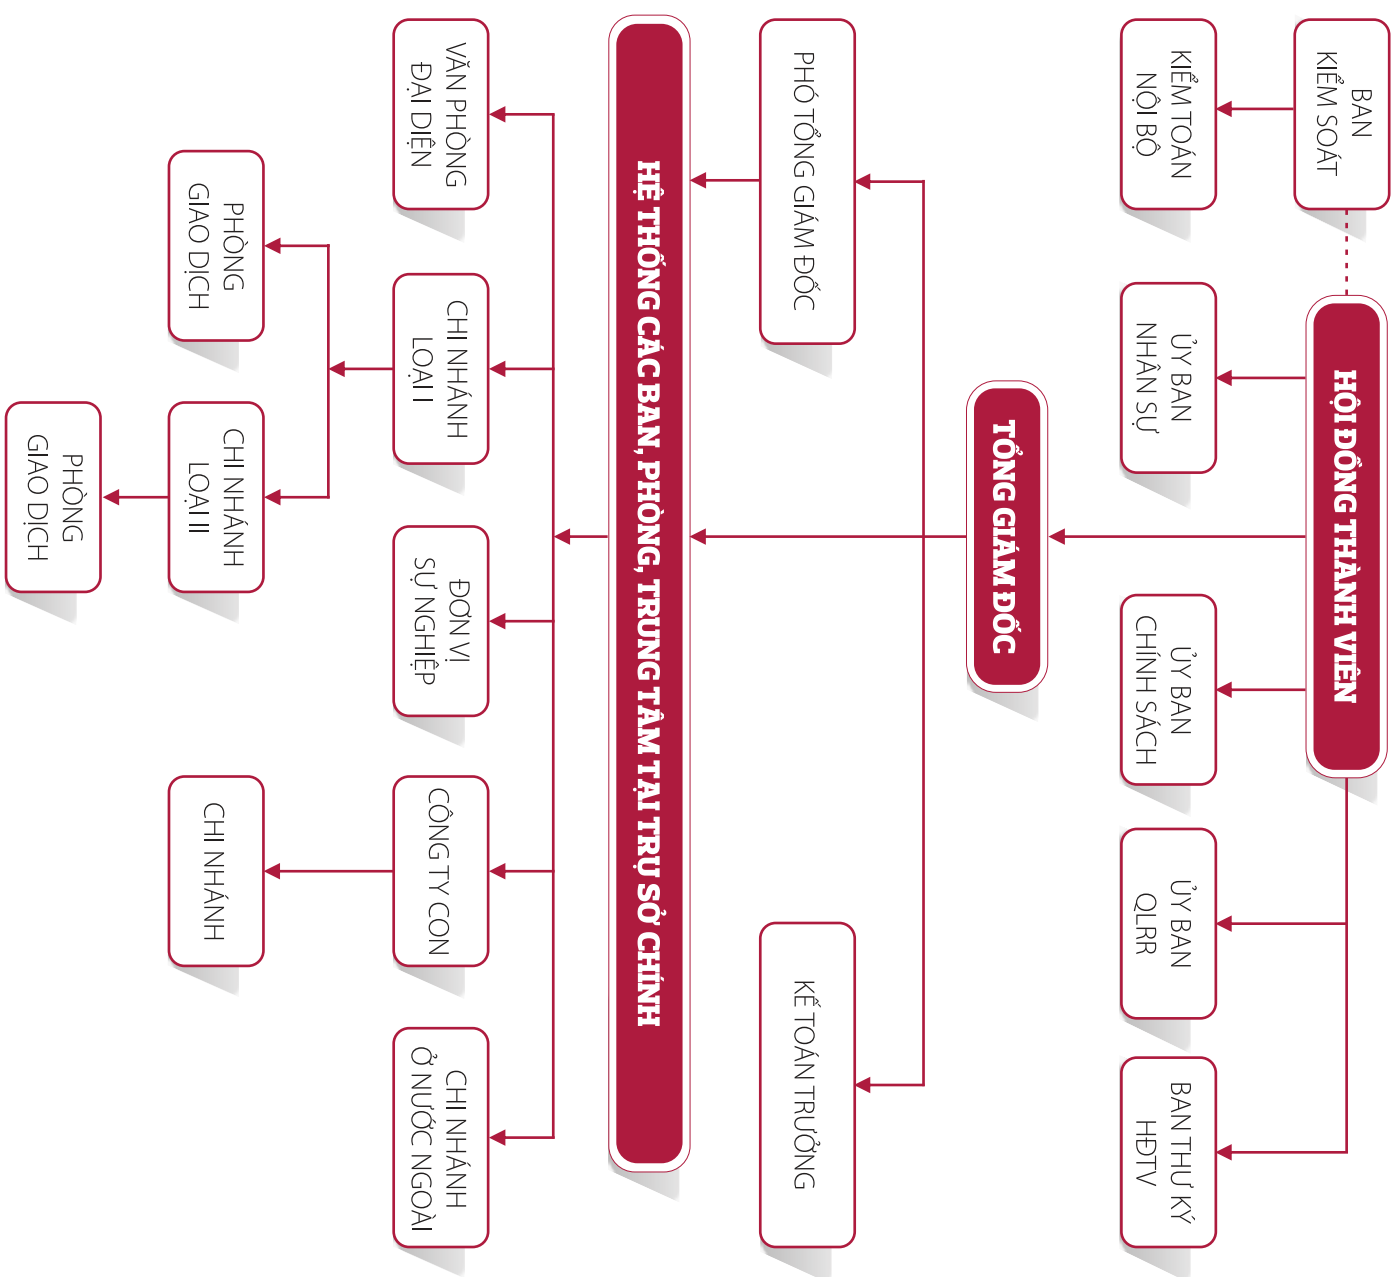 BAN
KIỂM SOÁT
HỘI ĐỒNG THÀNH VIÊN
KIỂM TOÁN
NỘI BỘ
ỦY BAN
NHÂN SỰ
ỦY BAN
CHÍNH SÁCH
ỦY BAN
QLRR
BAN THƯ KÝ
HĐTV
TỔNG GIÁM ĐỐC
PHÓ TỔNG GIÁM ĐỐC
KẾ TOÁN TRƯỞNG
HỆ THỐNG CÁC BAN, PHÒNG, TRUNG TÂM TẠI TRỤ SỞ CHÍNH
VĂN PHÒNG
ĐẠI DIỆN
CHI NHÁNH
LOẠI I
ĐƠN VỊ
SỰ NGHIỆP
CÔNG TY CON
CHI NHÁNH
Ở NƯỚC NGOÀI
PHÒNG
GIAO DỊCH
CHI NHÁNH
LOẠI II
CHI NHÁNH
PHÒNG
GIAO DỊCH